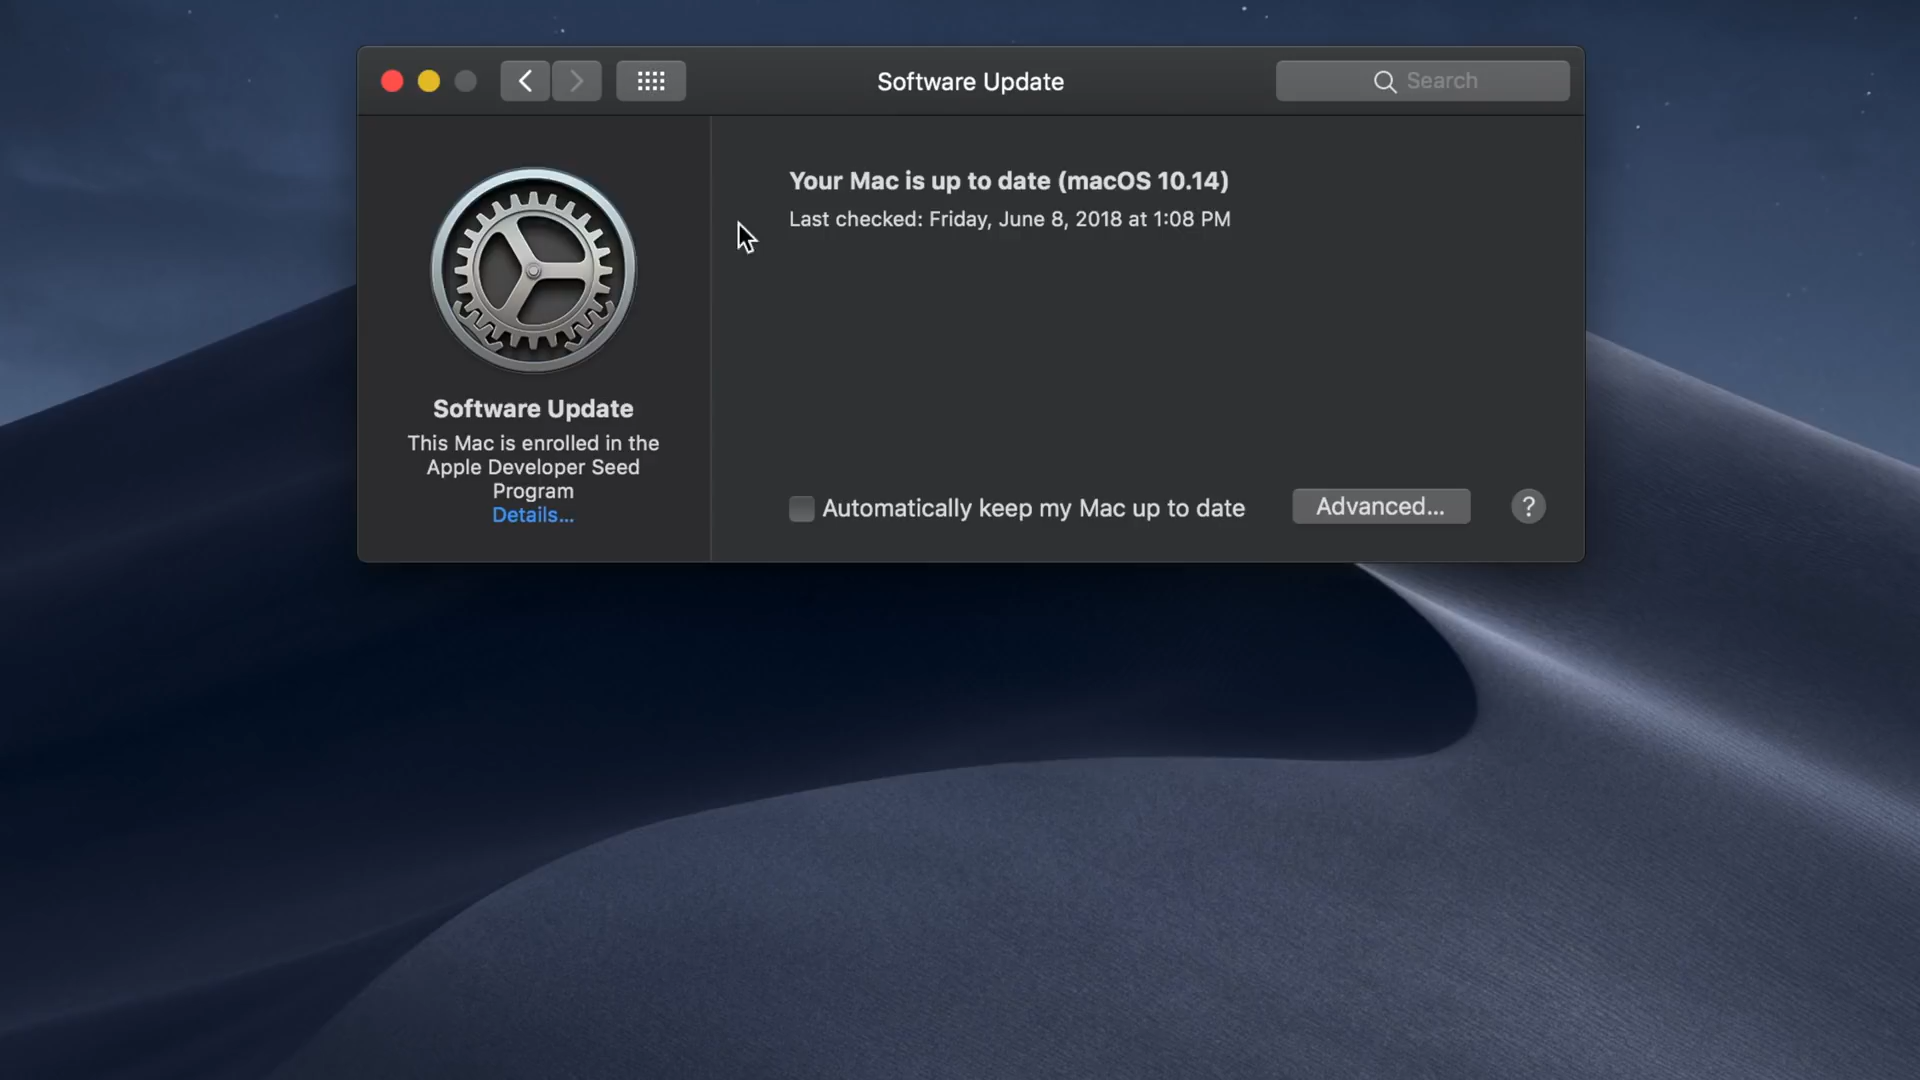 Software Update
Search
Your Mac is up to date (macOS 10.14)
Last checked: Friday, June 8, 2018 at 1:08 PM
Software Update
This Mac is enrolled in the
Apple Developer Seed
Program
Details...
Automatically keep my Mac up to date
Advanced...
?